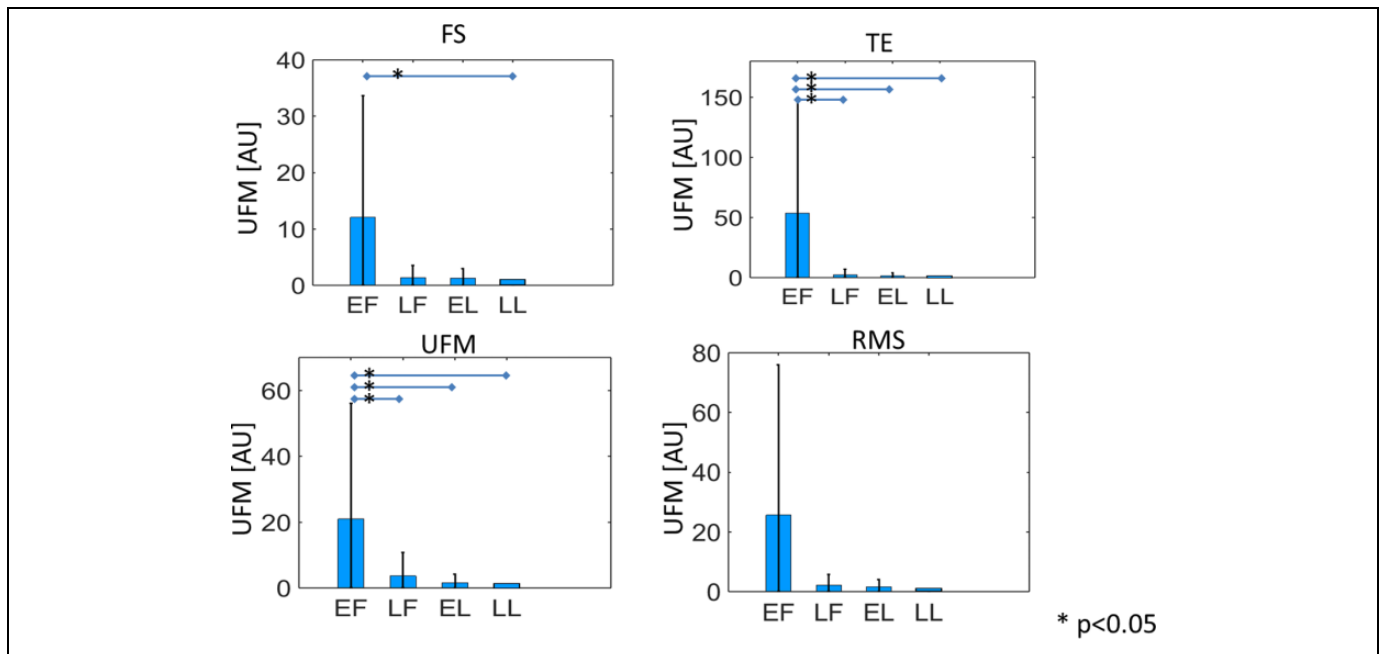 FS
40
*
30
20
10
0
UFM [AU]
EF LF EL LL
TE
150
*
*
*
100
50
0
UFM [AU]
EF LF EL LL
UFM
60
*
*
*
40
20
0
UFM [AU]
EF LF EL LL
RMS
80
60
40
20
0
UFM [AU]
EF LF EL LL
* p<0.05